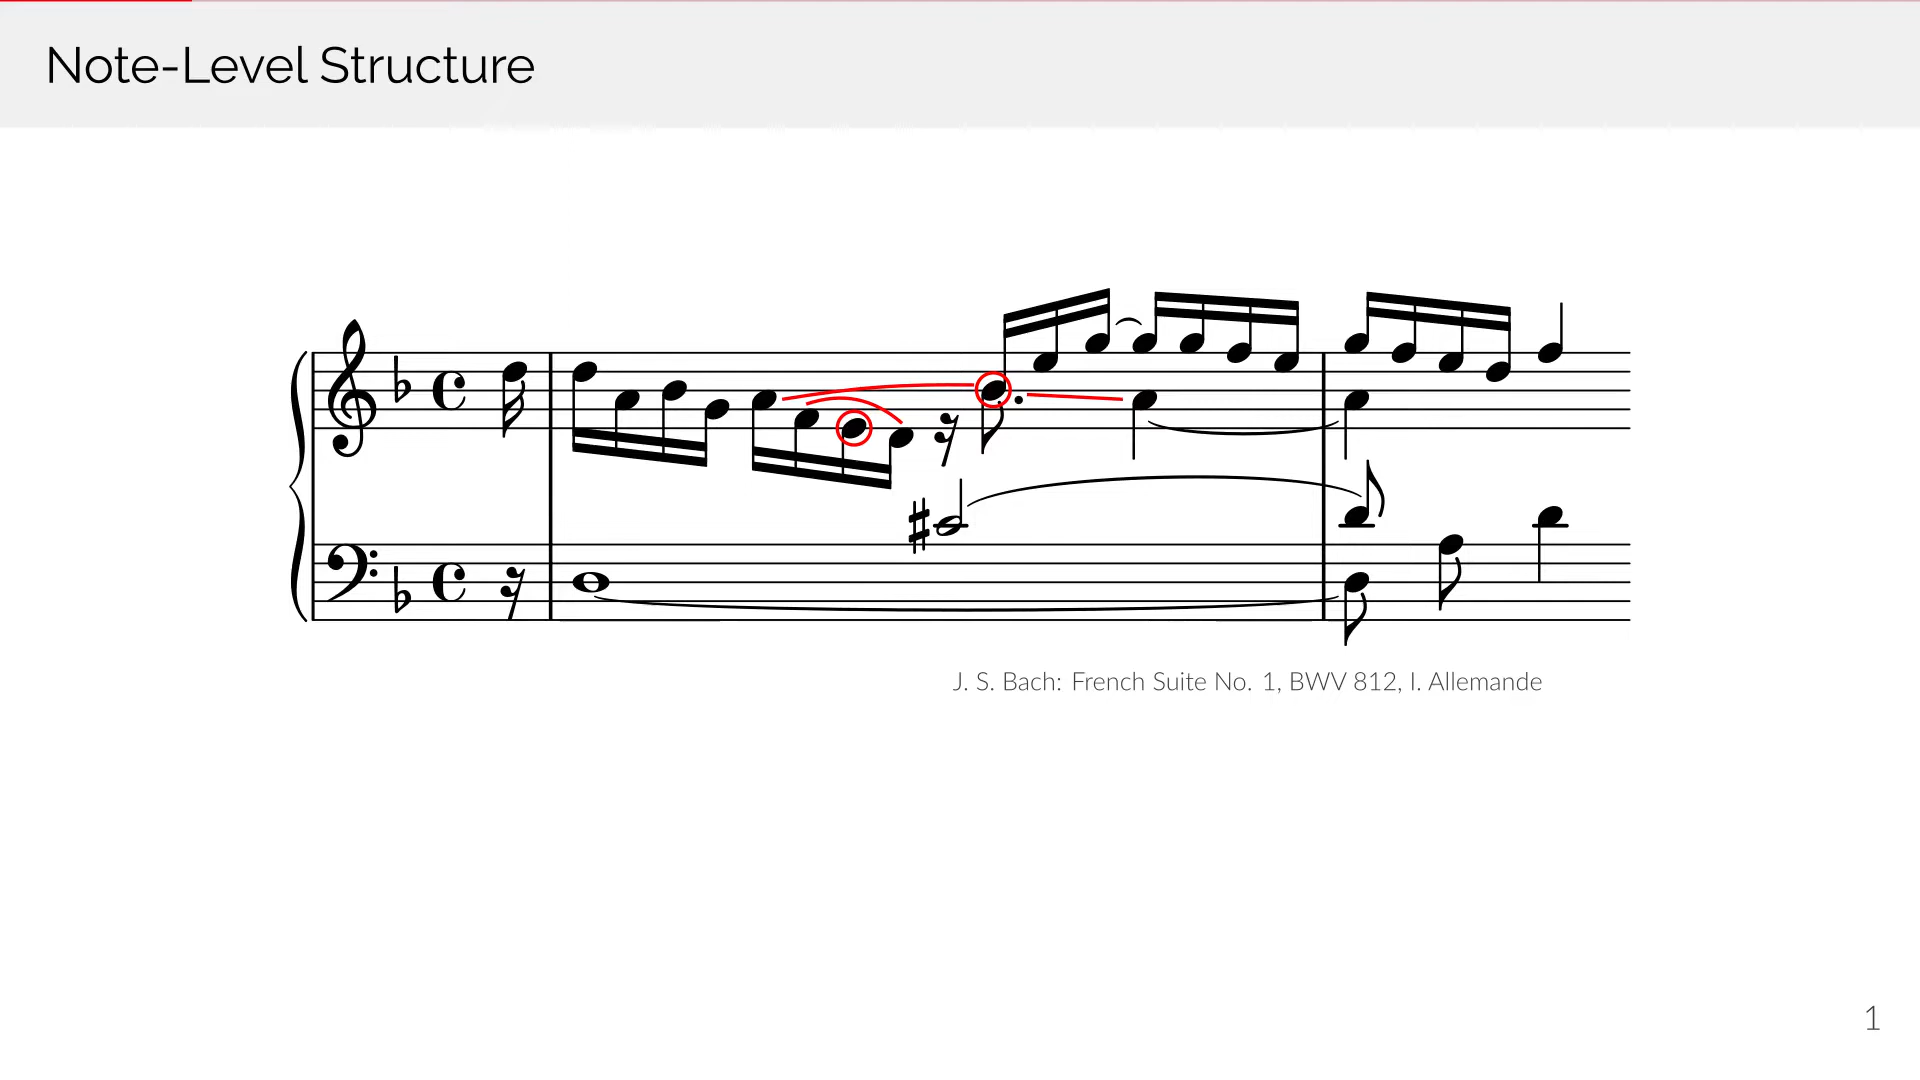 Note-Level Structure
J. S. Bach: French Suite No. 1, BWV 812, I. Allemande
1